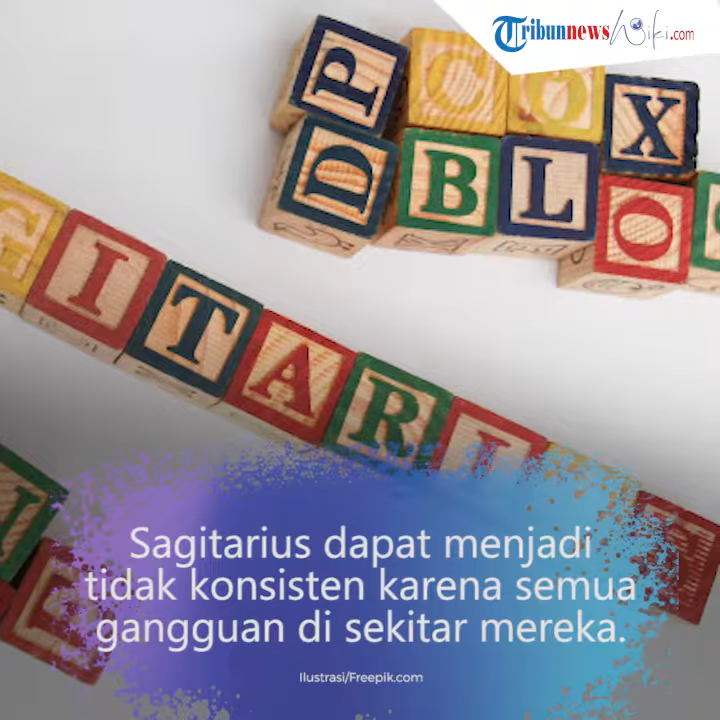 TribunnewsWiki.com
P C O X
D B L O
I T A R I
Sagitarius dapat menjadi
tidak konsisten karena semua
gangguan di sekitar mereka.
Ilustrasi/Freepik.com